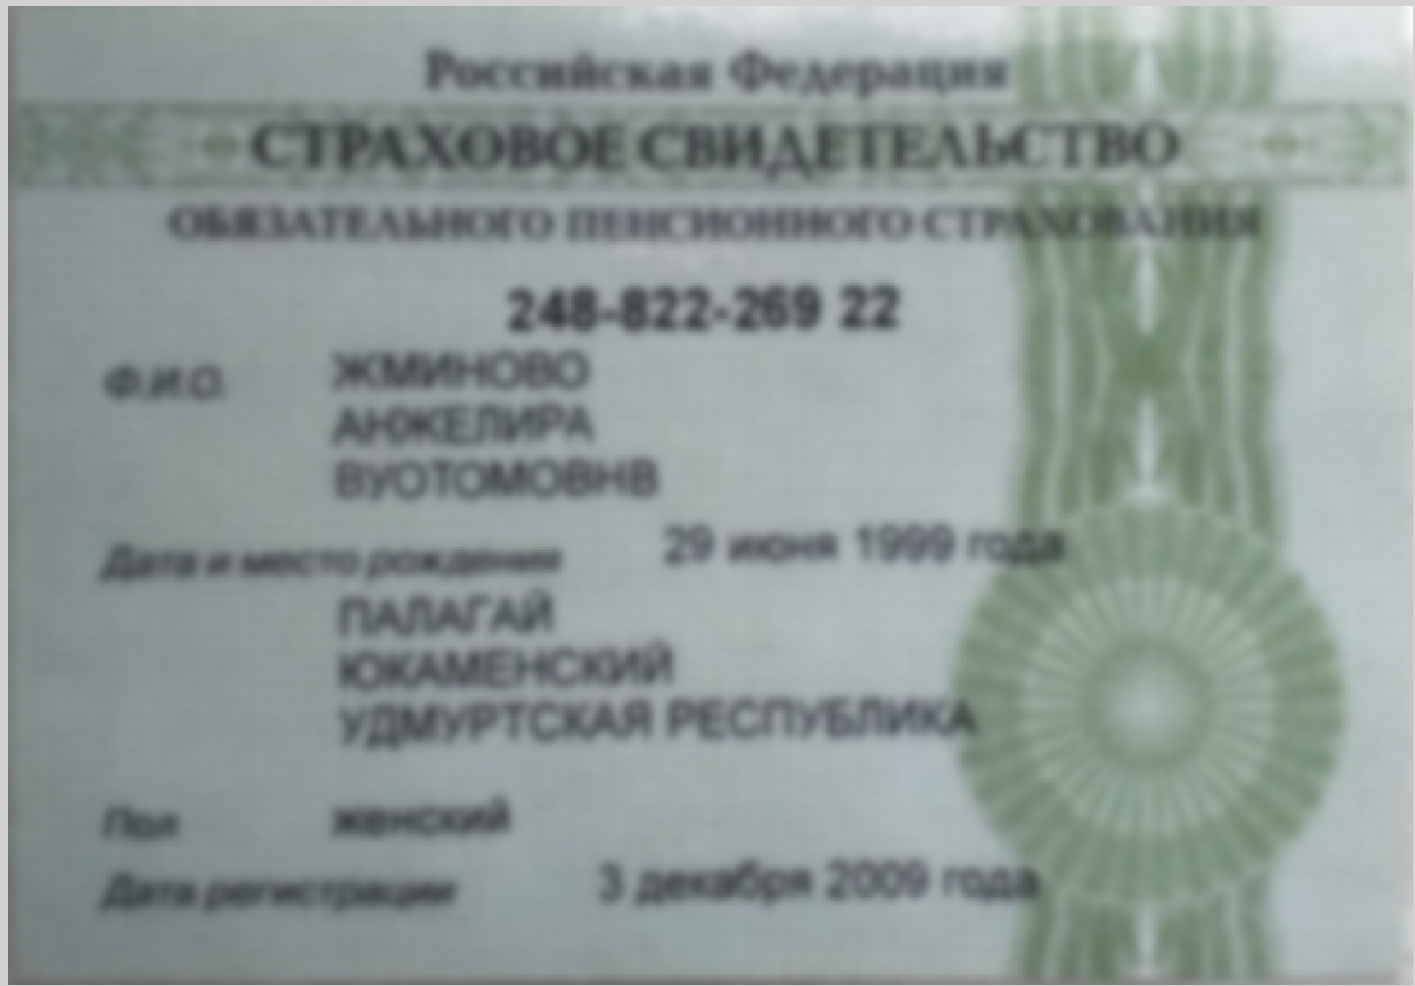 Российская Федерация
СТРАХОВОЕ СВИДЕТЕЛЬСТВО
ОБЯЗАТЕЛЬНОГО ПЕНСИОННОГО СТРАХОВАНИЯ
248-822-269 22
Ф.И.О. ЖМИНОВО
АНЖЕЛИРА
ВУОТОМОВНВ
Дата и место рождения 29 июня 1999 года
ПАЛАГАЙ
ЮКАМЕНСКИЙ
УДМУРТСКАЯ РЕСПУБЛИКА
Пол женский
Дата регистрации 3 декабря 2009 года